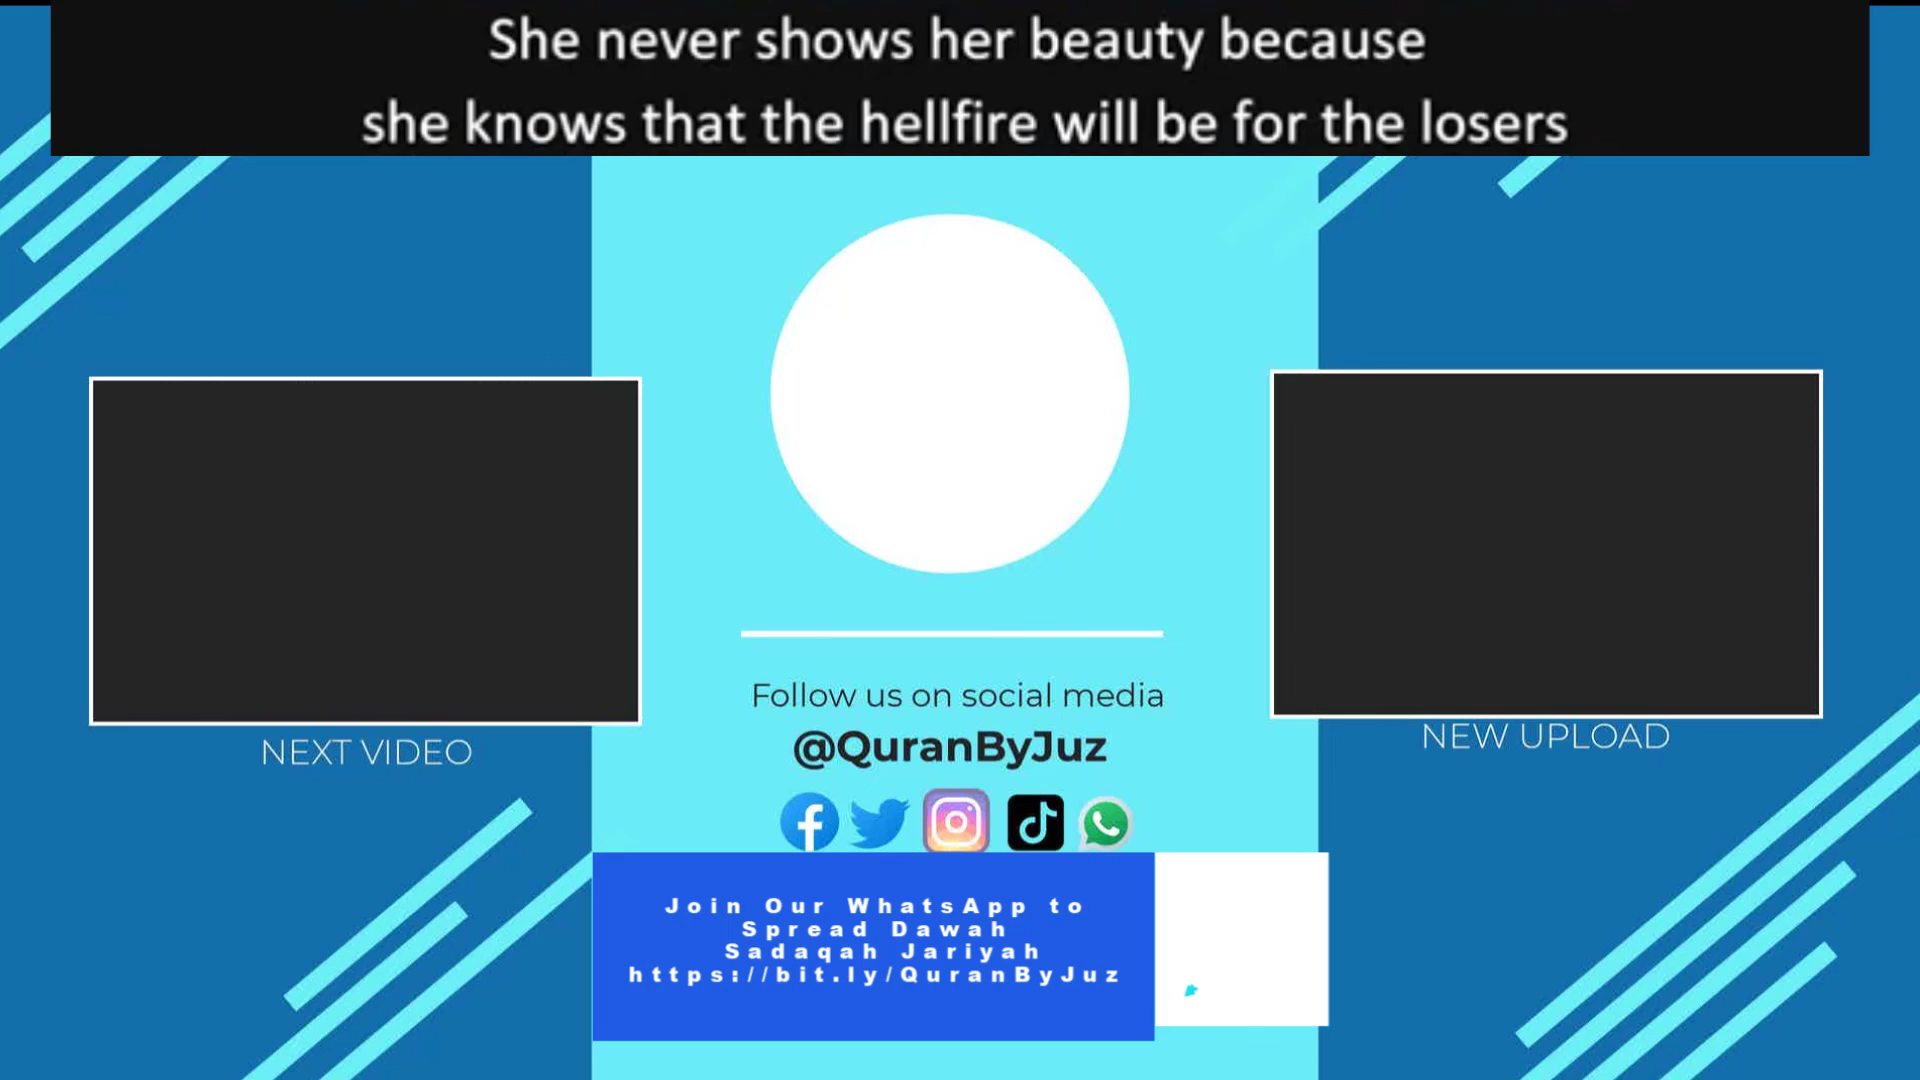 She never shows her beauty because
she knows that the hellfire will be for the losers
Follow us on social media
@QuranByJuz
NEXT VIDEO
NEW UPLOAD
Join Our WhatsApp to
Spread Dawah
Sadaqah Jariyah
https://bit.ly/QuranByJuz